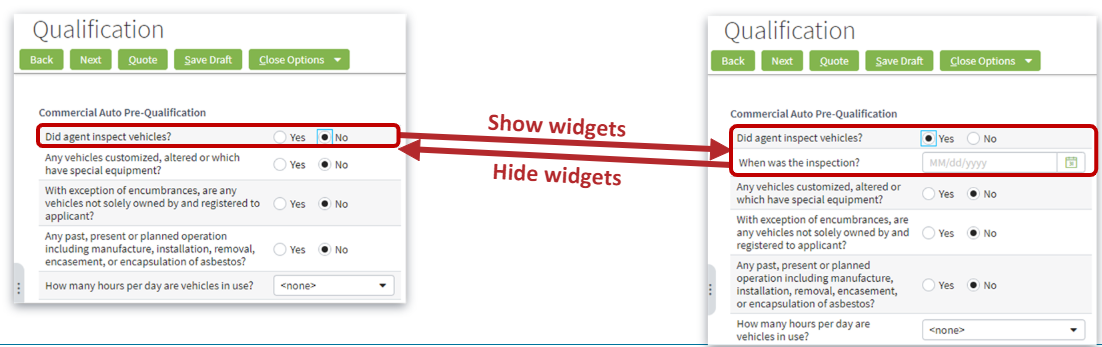 Qualification
Back
Next
Quote
Save Draft
Close Options
Commercial Auto Pre-Qualification
Did agent inspect vehicles?
Yes
No
Any vehicles customized, altered or which
have special equipment?
Yes
No
With exception of encumbrances, are any
vehicles not solely owned by and registered to
applicant?
Yes
No
Any past, present or planned operation
including manufacture, installation, removal,
encasement, or encapsulation of asbestos?
Yes
No
How many hours per day are vehicles in use?
<none>
Show widgets
Hide widgets
Qualification
Back
Next
Quote
Save Draft
Close Options
Commercial Auto Pre-Qualification
Did agent inspect vehicles?
Yes
No
When was the inspection?
MM/dd/yyyy
Any vehicles customized, altered or
which have special equipment?
Yes
No
With exception of encumbrances, are
any vehicles not solely owned by and
registered to applicant?
Yes
No
Any past, present or planned
operation including manufacture,
installation, removal, encasement,
or encapsulation of asbestos?
Yes
No
How many hours per day are
vehicles in use?
<none>